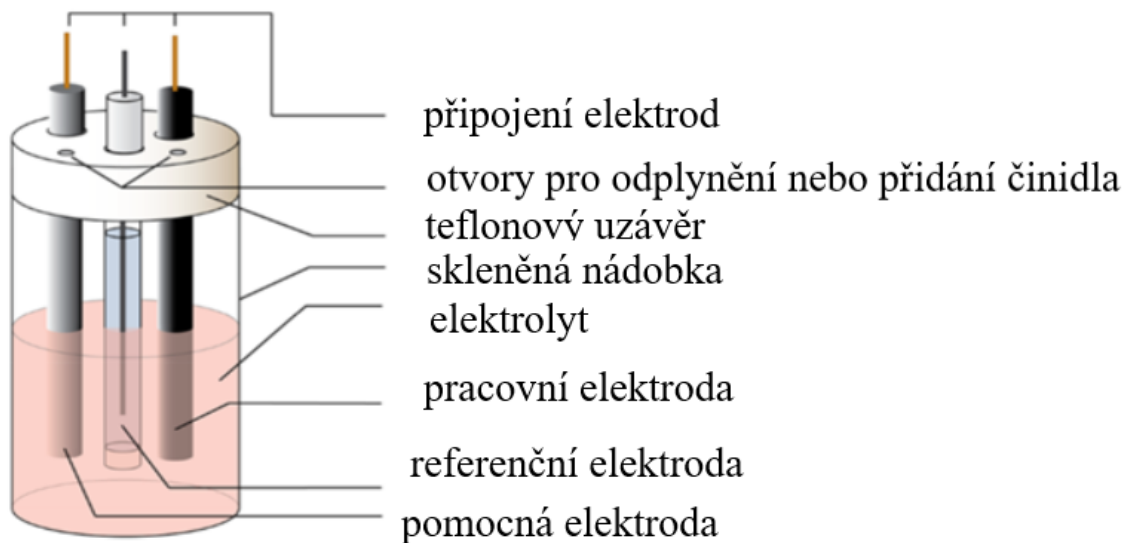 připojení elektrod
otvory pro odplynění nebo přidání činidla
teflonový uzávěr
skleněná nádobka
elektrolyt
pracovní elektroda
referenční elektroda
pomocná elektroda